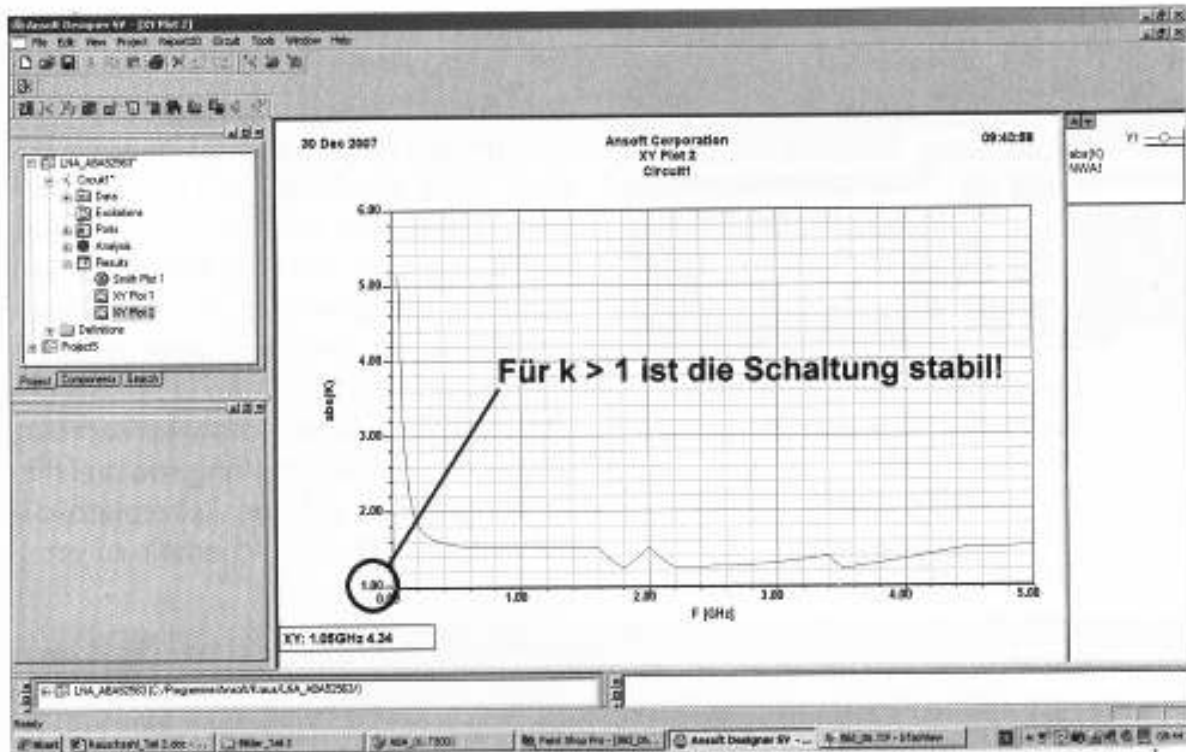 Ansoft Designer SV - [XY Plot 2]
File Edit View Project Report2D Circuit Tools Window Help
LNA_ABA52563*
Circuit1*
Data
Excitations
Ports
Analysis
Results
Smith Plot 1
XY Plot 1
XY Plot 2
Definitions
Project5
Project Components Search
30 Dec 2007
Ansoft Corporation
09:40:58
XY Plot 2
Circuit1
Y1
abs(K)
NWA1
6.00
5.00
4.00
3.00
2.00
1.00
abs(K)
Für k > 1 ist die Schaltung stabil!
0.00 1.00 2.00 3.00 4.00 5.00
F [GHz]
XY: 1.05GHz 4.34
LNA_ABA52563
Ready
Ansoft Designer SV - ...